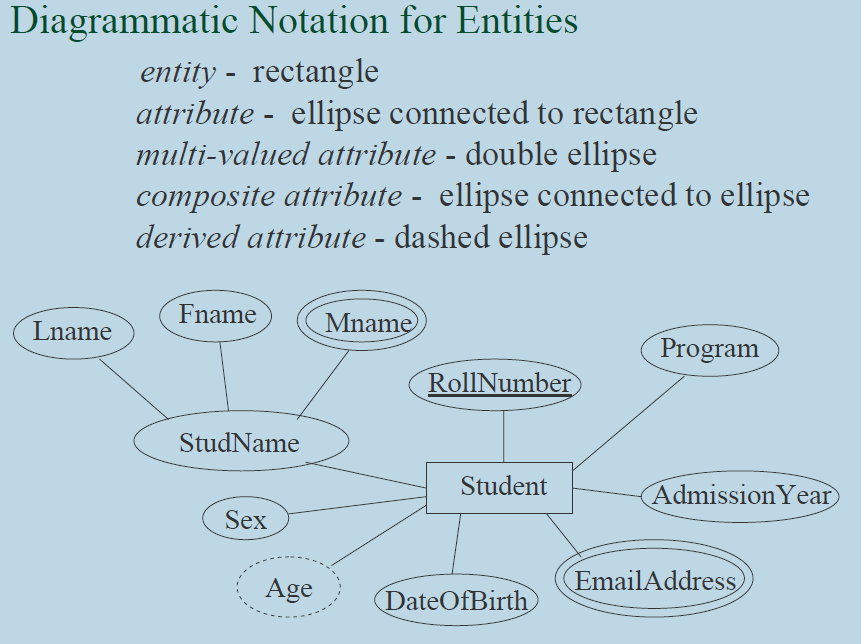 Diagrammatic Notation for Entities
entity - rectangle
attribute - ellipse connected to rectangle
multi-valued attribute - double ellipse
composite attribute - ellipse connected to ellipse
derived attribute - dashed ellipse
Lname
Fname
Mname
RollNumber
Program
StudName
Student
AdmissionYear
Sex
Age
DateOfBirth
EmailAddress